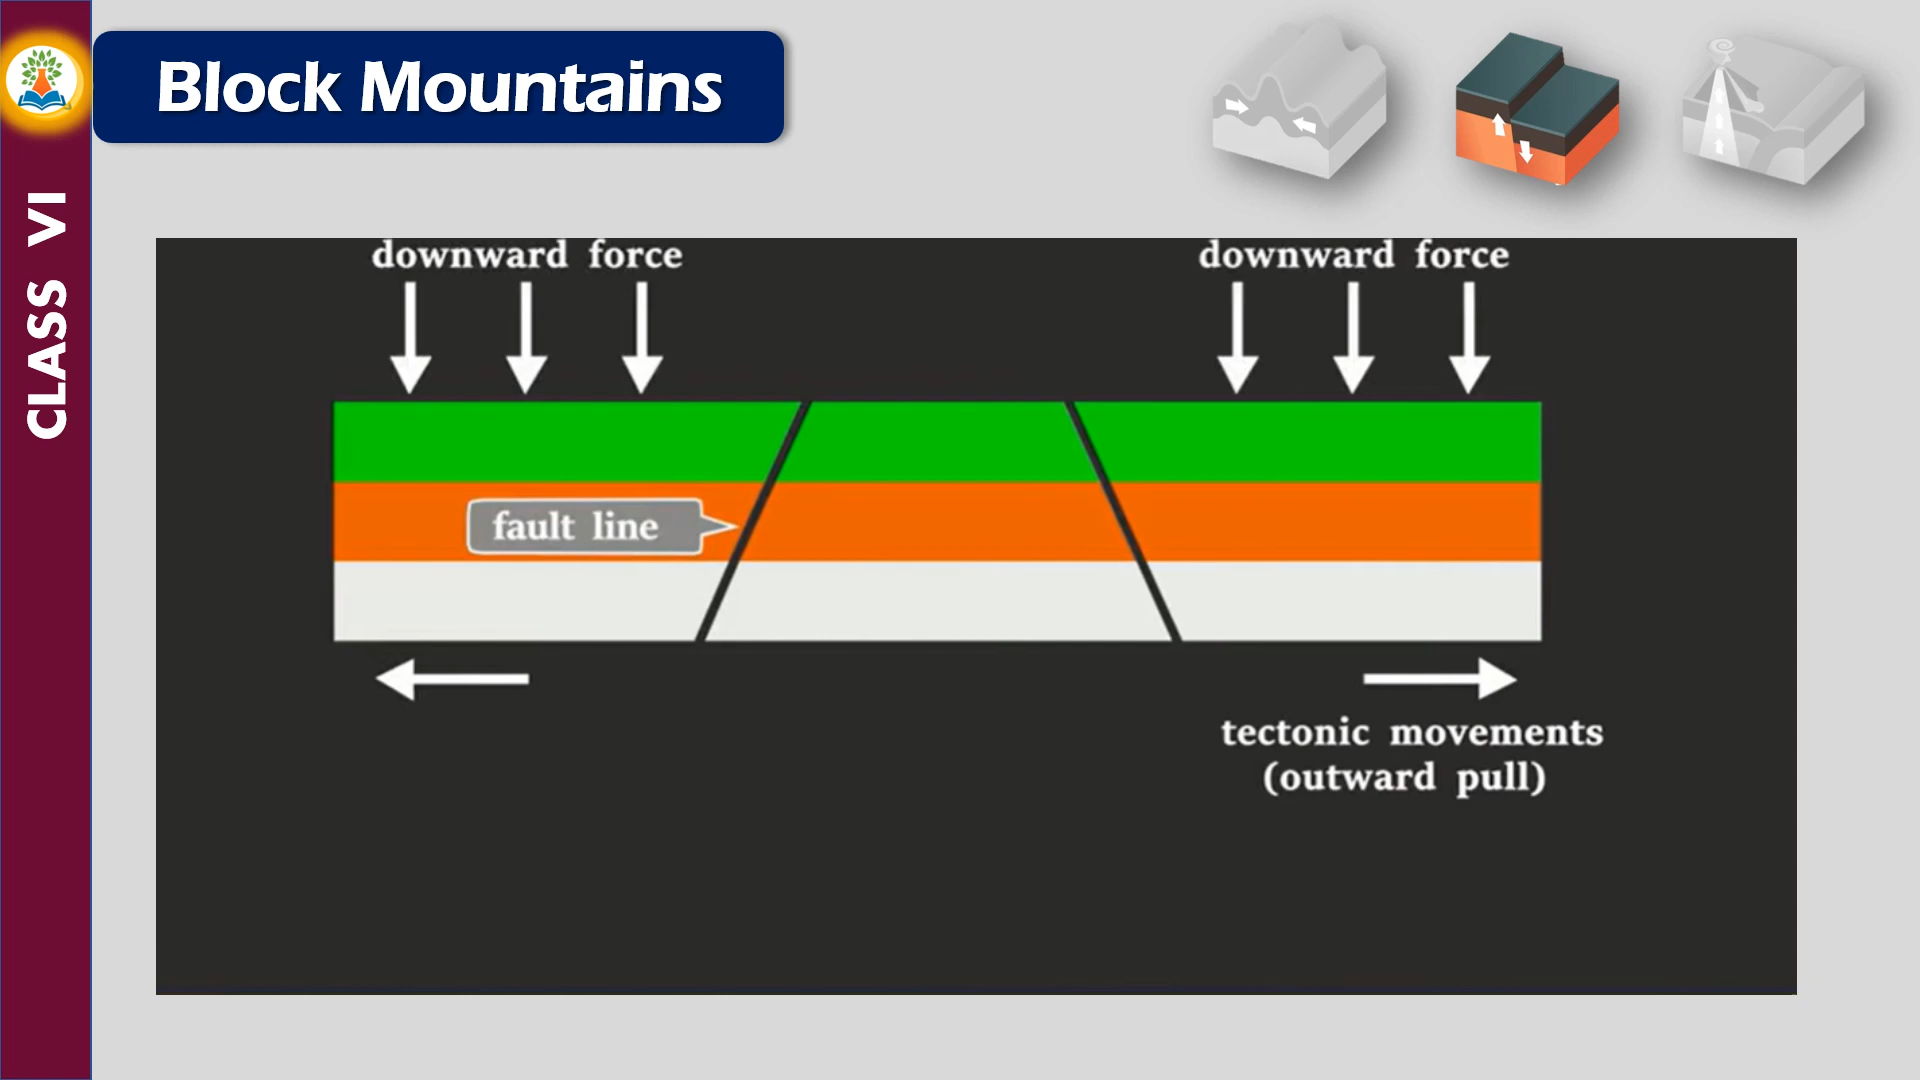 Block Mountains
CLASS VI
downward force
downward force
fault line
tectonic movements
(outward pull)